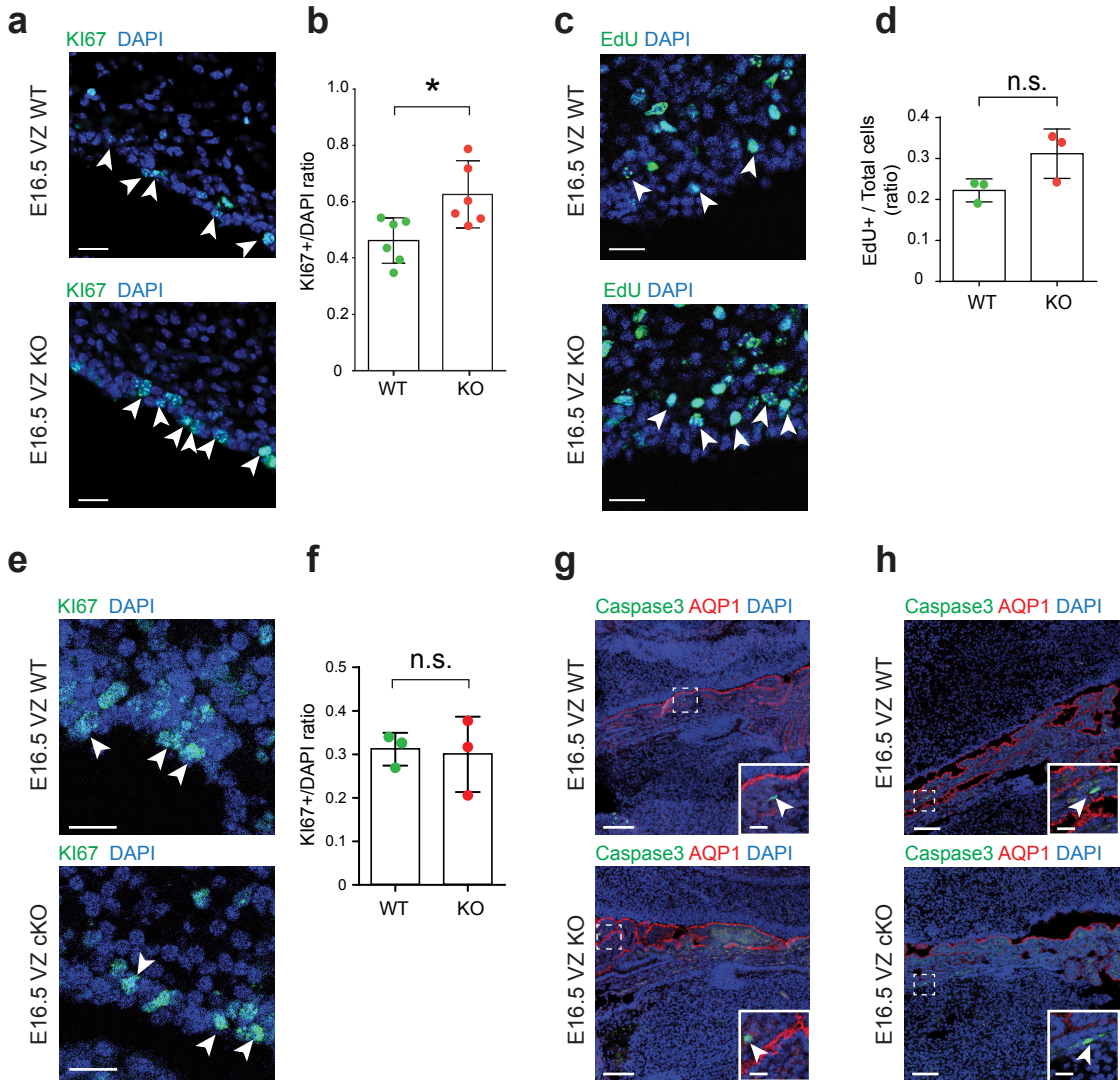 a
KI67 DAPI
E16.5 VZ WT
KI67 DAPI
E16.5 VZ KO
b
*
1.0
0.8
0.6
0.4
0.2
0
KI67+/DAPI ratio
WT KO
c
EdU DAPI
E16.5 VZ WT
EdU DAPI
E16.5 VZ KO
d
n.s.
0.4
0.3
0.2
0.1
0
EdU+ / Total cells
(ratio)
WT KO
e
KI67 DAPI
E16.5 VZ WT
KI67 DAPI
E16.5 VZ cKO
f
n.s.
0.5
0.4
0.3
0.2
0.1
0
KI67+/DAPI ratio
WT KO
g
Caspase3 AQP1 DAPI
E16.5 VZ WT
Caspase3 AQP1 DAPI
E16.5 VZ KO
h
Caspase3 AQP1 DAPI
E16.5 VZ WT
Caspase3 AQP1 DAPI
E16.5 VZ cKO